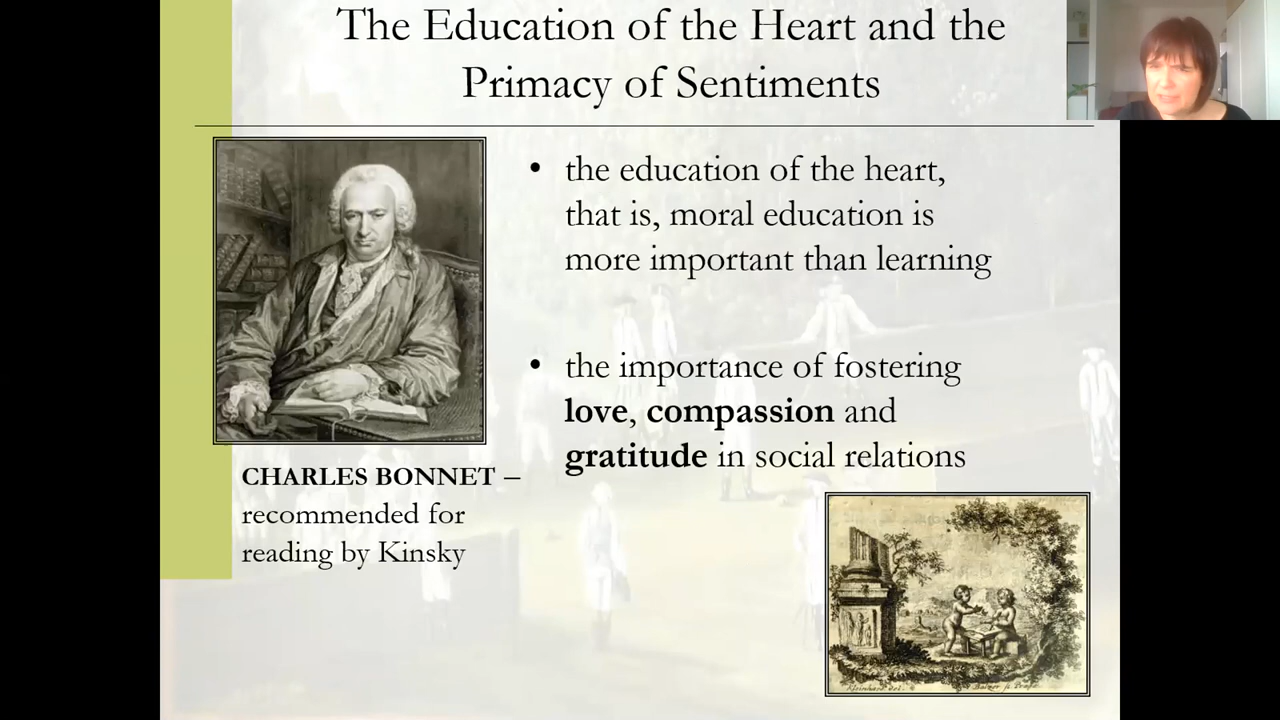 The Education of the Heart and the
Primacy of Sentiments
• the education of the heart,
that is, moral education is
more important than learning
• the importance of fostering
love, compassion and
gratitude in social relations
CHARLES BONNET –
recommended for
reading by Kinsky